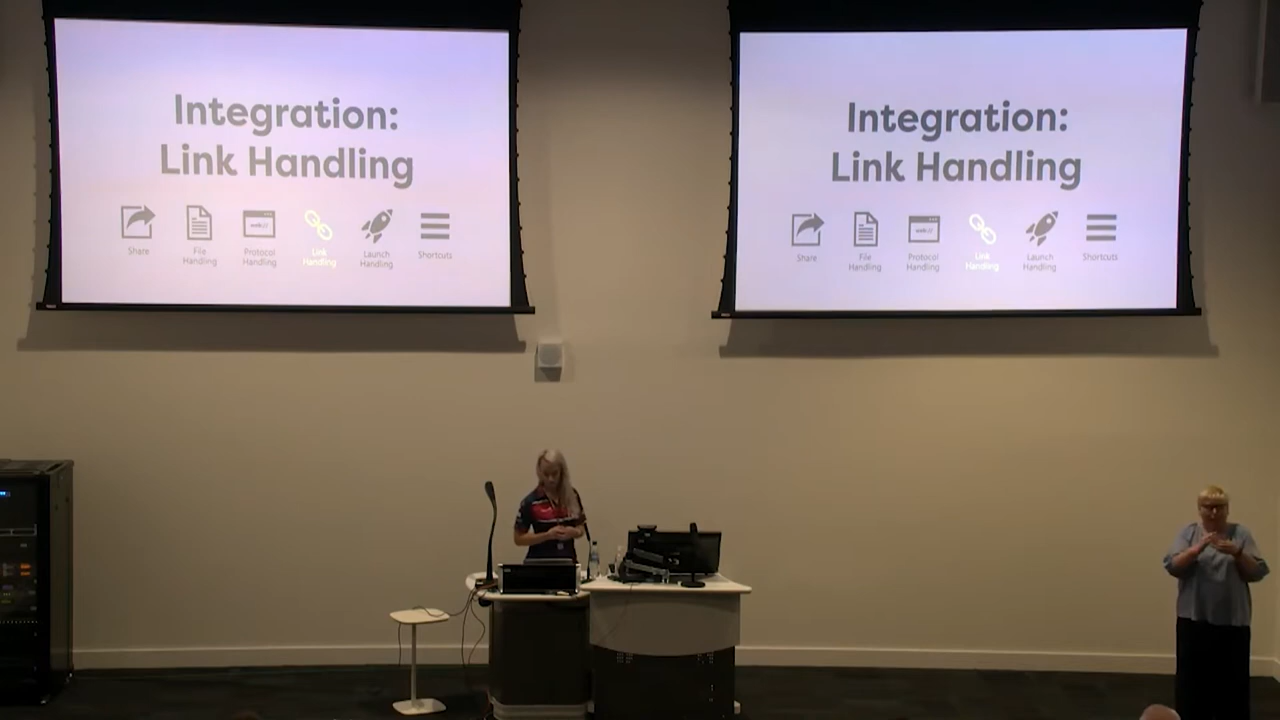 Integration:
Link Handling
Share
File
Handling
Protocol
Handling
Link
Handling
Launch
Handling
Shortcuts
Integration:
Link Handling
Share
File
Handling
Protocol
Handling
Link
Handling
Launch
Handling
Shortcuts